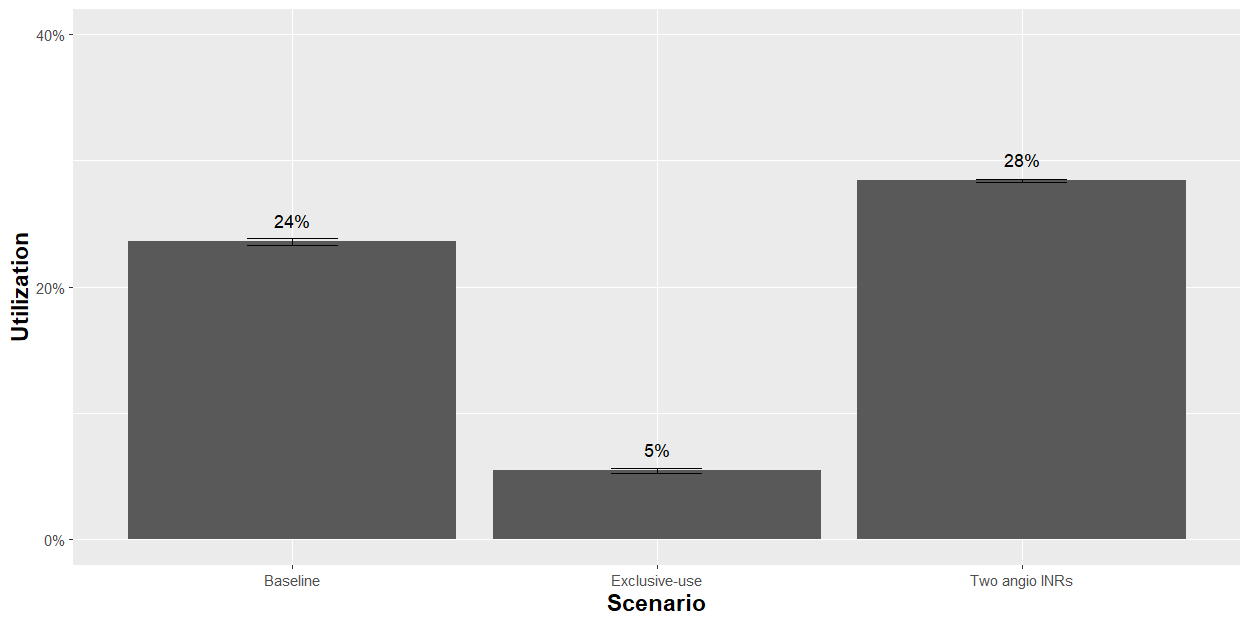 40%
20%
0%
Utilization
24%
5%
28%
Baseline
Exclusive-use
Two angio INRs
Scenario